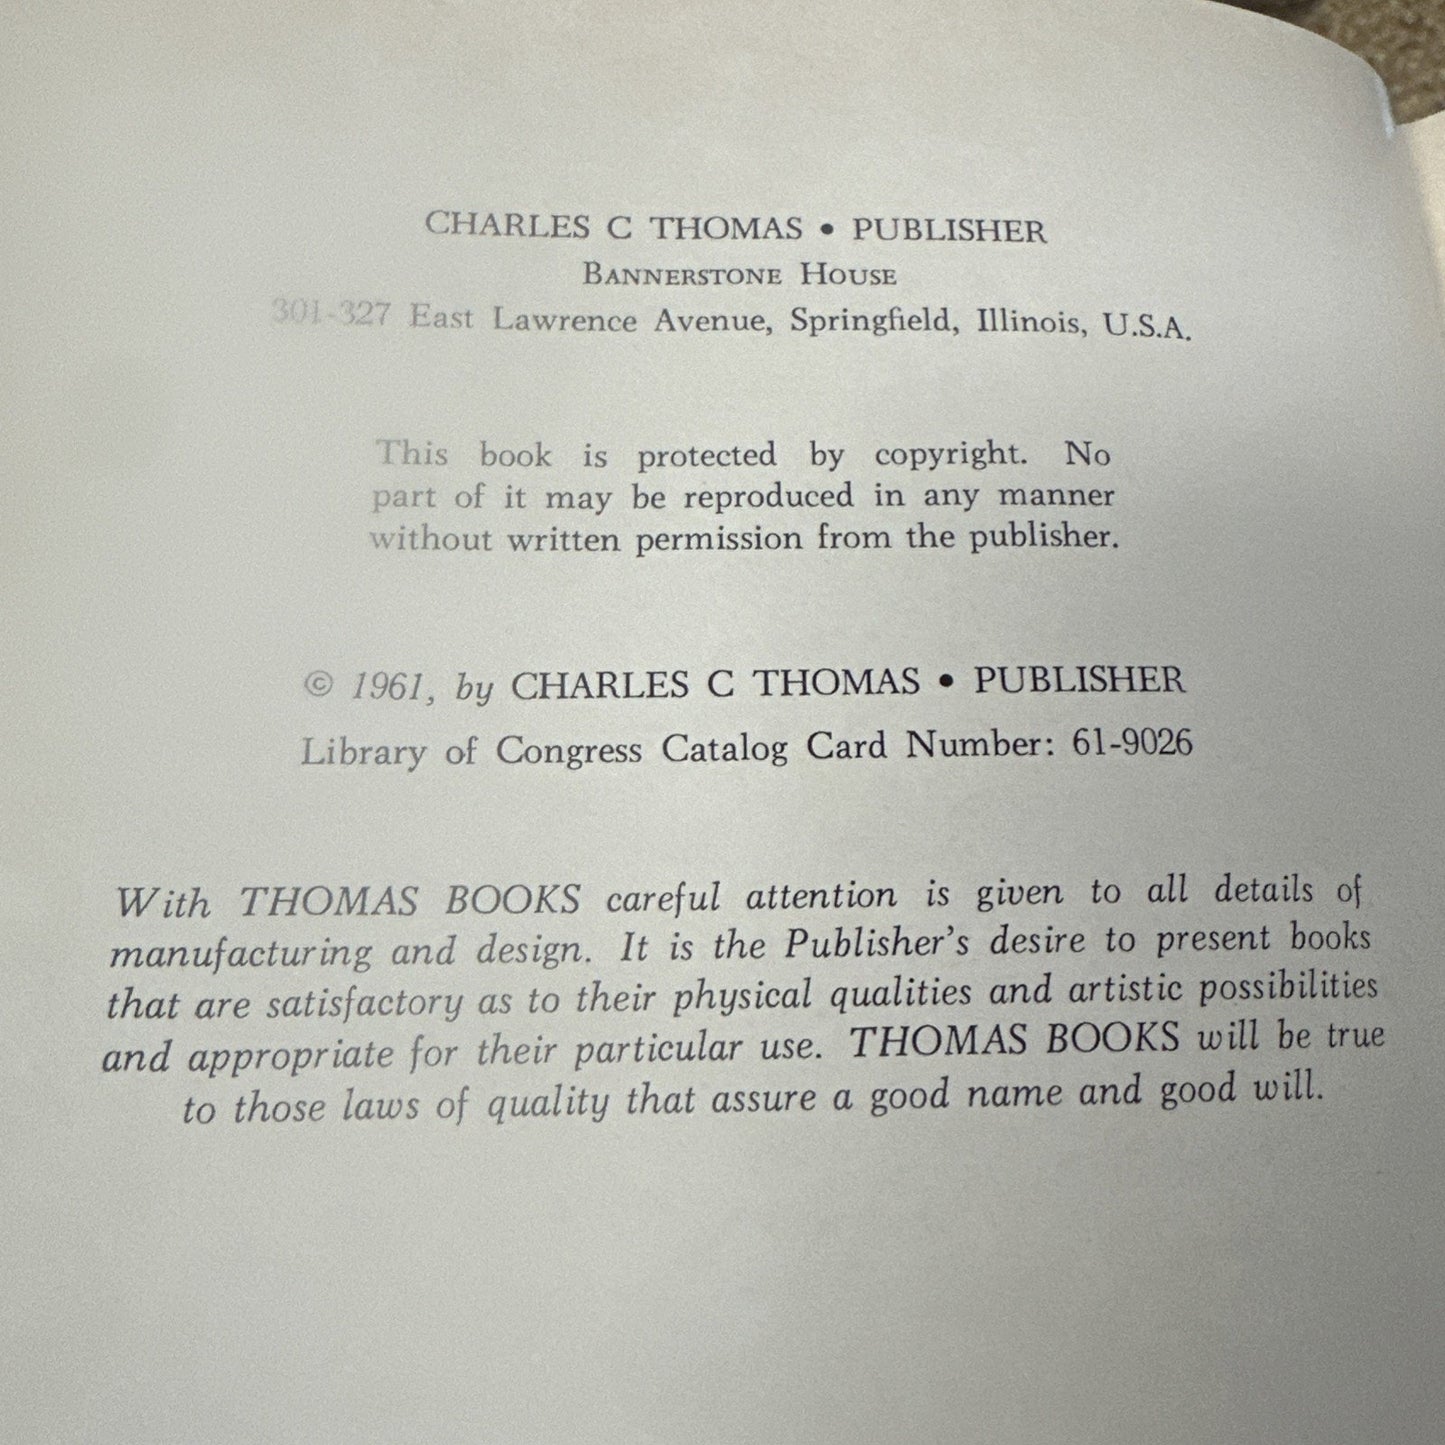 CHARLES C THOMAS • PUBLISHER
BANNERSTONE HOUSE
301-327 East Lawrence Avenue, Springfield, Illinois, U.S.A.
This book is protected by copyright. No
part of it may be reproduced in any manner
without written permission from the publisher.
© 1961, by CHARLES C THOMAS • PUBLISHER
Library of Congress Catalog Card Number: 61-9026
With THOMAS BOOKS careful attention is given to all details of
manufacturing and design. It is the Publisher's desire to present books
that are satisfactory as to their physical qualities and artistic possibilities
and appropriate for their particular use. THOMAS BOOKS will be true
to those laws of quality that assure a good name and good will.